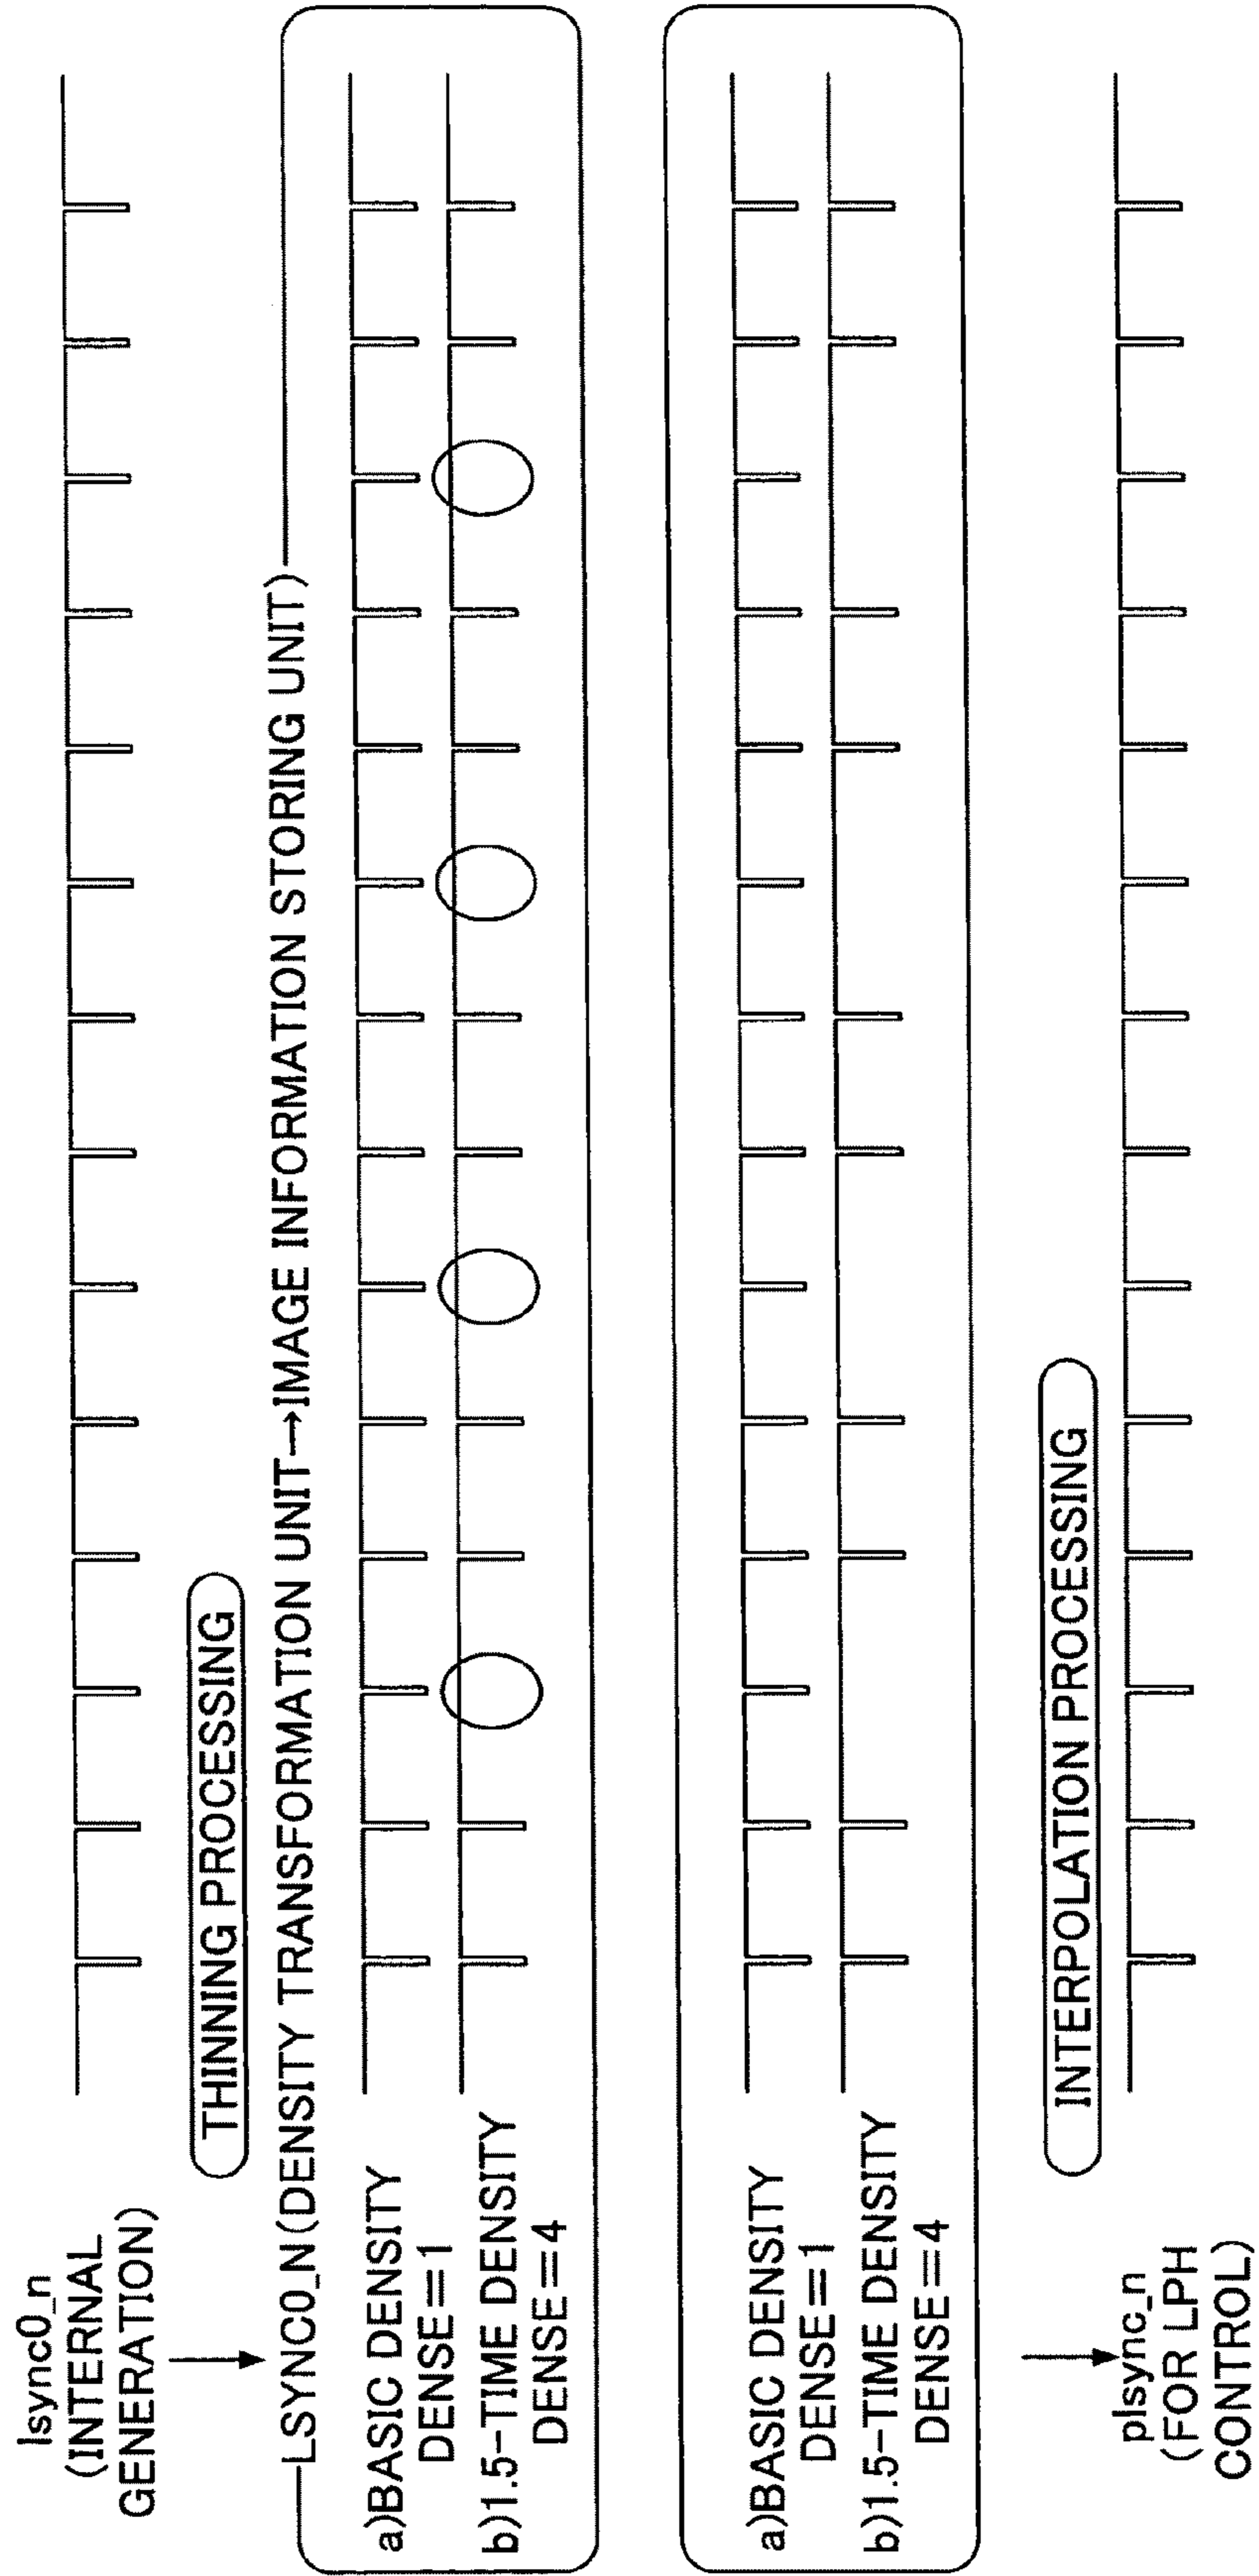 lsync0_n
(INTERNAL
GENERATION)
THINNING PROCESSING
LSYNC0_N(DENSITY TRANSFORMATION UNIT→IMAGE INFORMATION STORING UNIT)
a)BASIC DENSITY
DENSE==1
b)1.5-TIME DENSITY
DENSE==4
a)BASIC DENSITY
DENSE==1
b)1.5-TIME DENSITY
DENSE==4
INTERPOLATION PROCESSING
plsync_n
(FOR LPH
CONTROL)